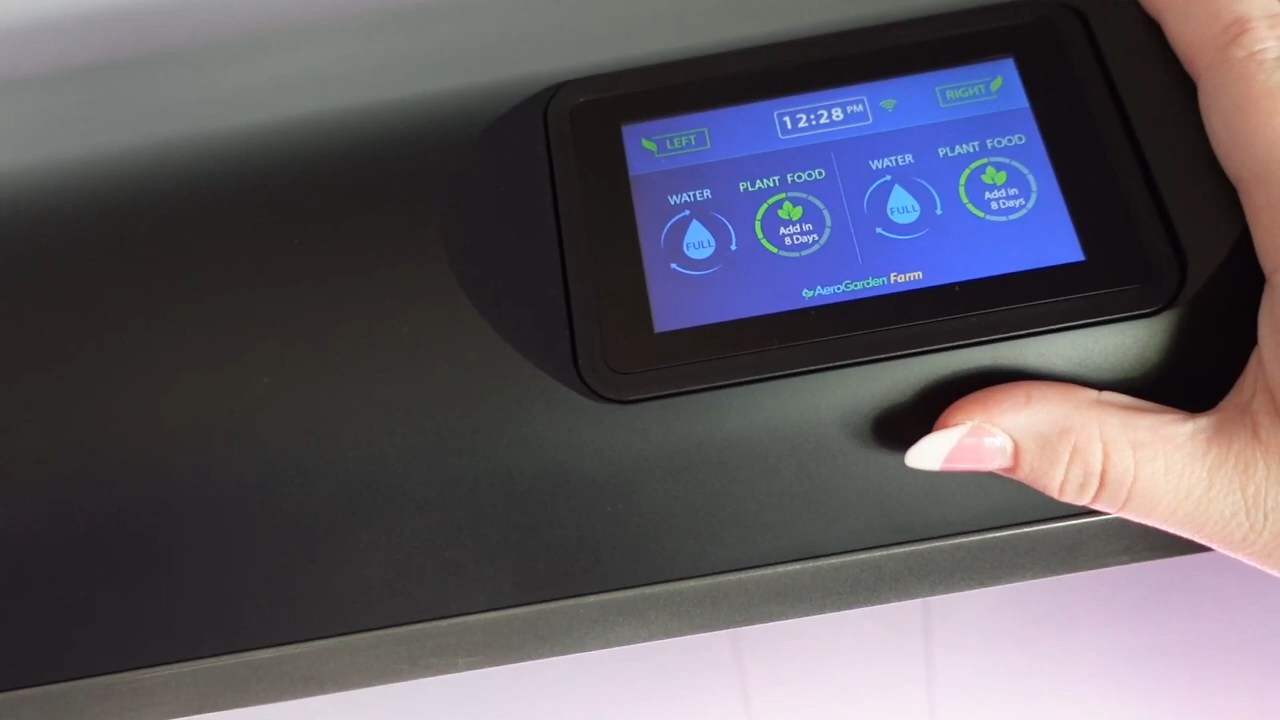 LEFT
12:28 PM
RIGHT
WATER
FULL
PLANT FOOD
Add in
8 Days
WATER
FULL
PLANT FOOD
Add in
8 Days
AeroGarden Farm